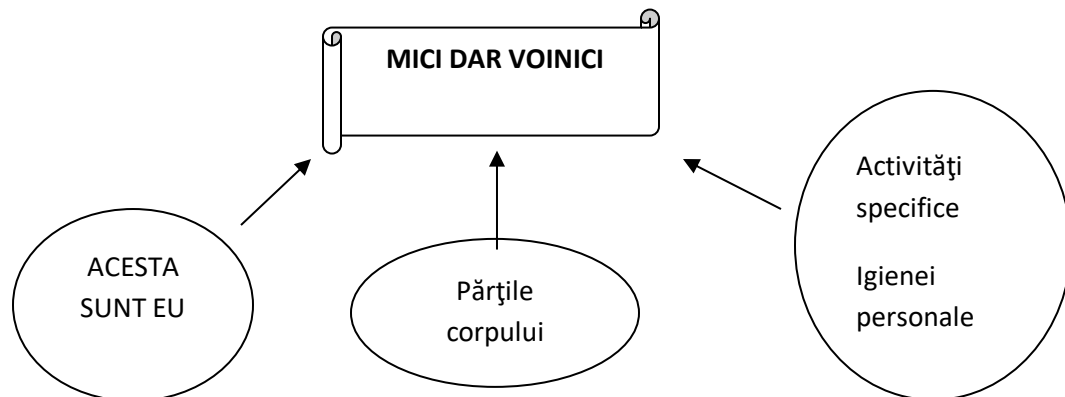 MICI DAR VOINICI
ACESTA
SUNT EU
Părţile
corpului
Activităţi
specifice
Igienei
personale